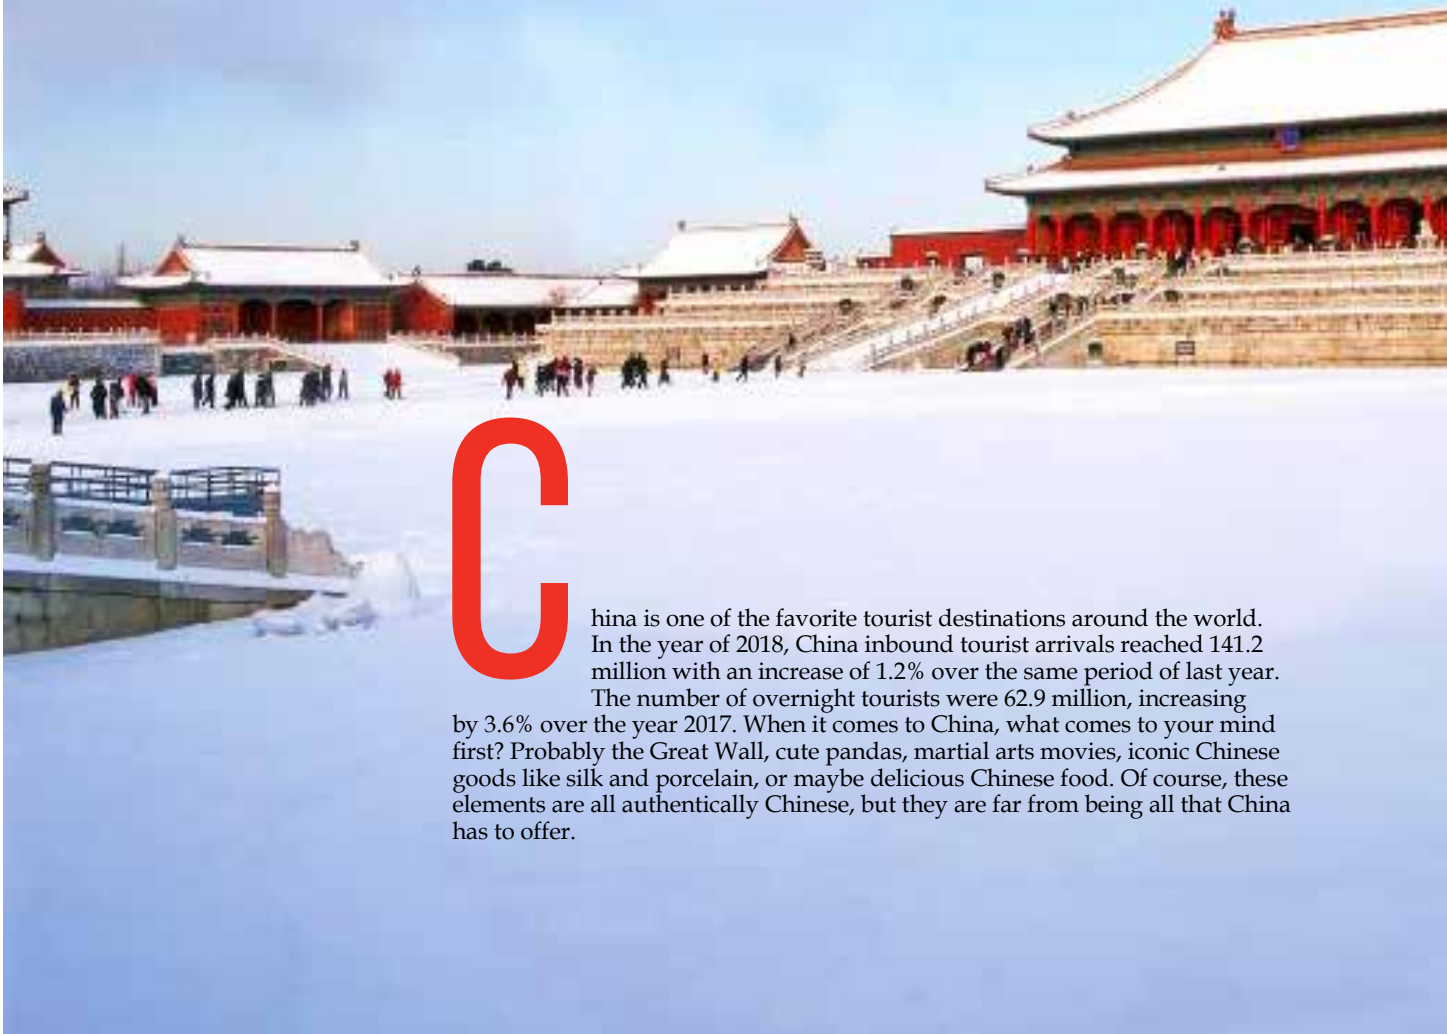 China is one of the favorite tourist destinations around the world.
In the year of 2018, China inbound tourist arrivals reached 141.2
million with an increase of 1.2% over the same period of last year.
The number of overnight tourists were 62.9 million, increasing
by 3.6% over the year 2017. When it comes to China, what comes to your mind
first? Probably the Great Wall, cute pandas, martial arts movies, iconic Chinese
goods like silk and porcelain, or maybe delicious Chinese food. Of course, these
elements are all authentically Chinese, but they are far from being all that China
has to offer.